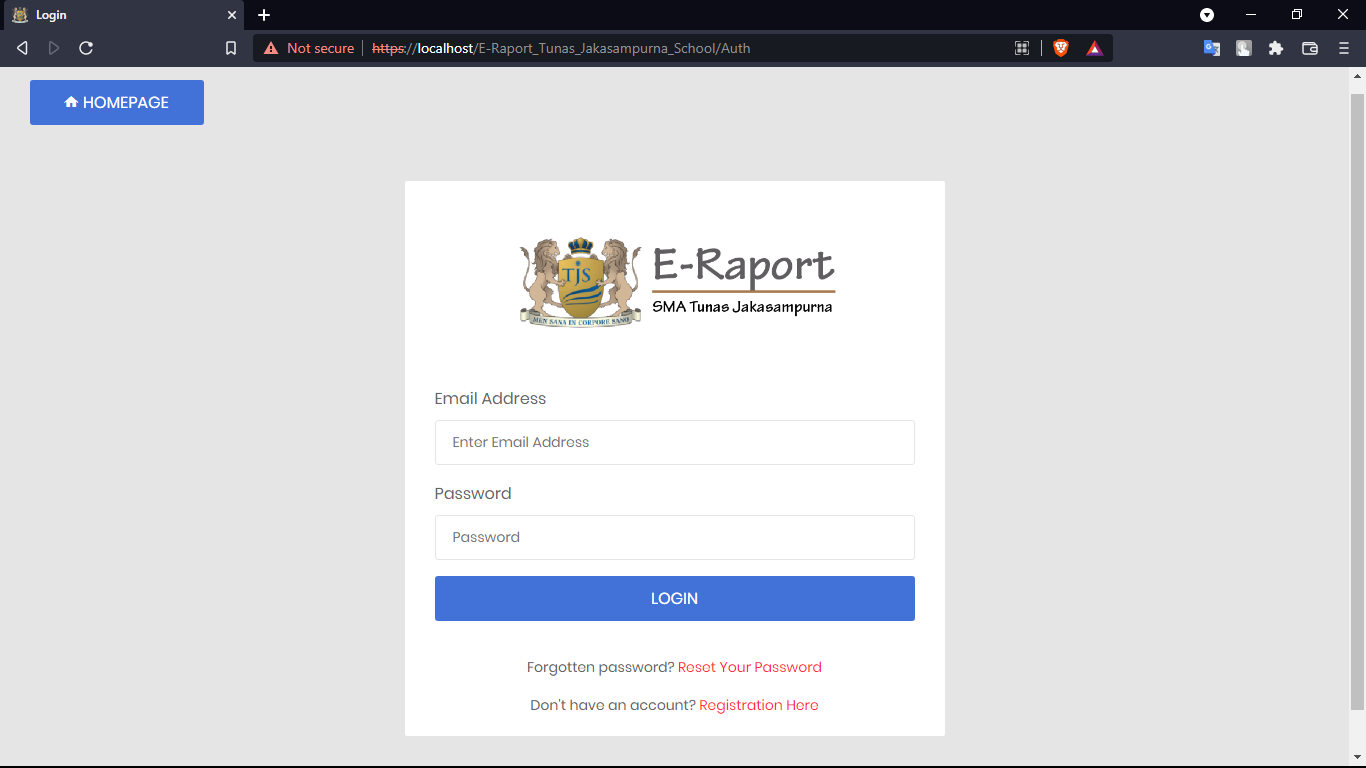 Login
Not secure https://localhost/E-Raport_Tunas_Jakasampurna_School/Auth
HOMEPAGE
TJS
MEN SANA IN CORPORE SANO
E-Raport
SMA Tunas Jakasampurna
Email Address
Enter Email Address
Password
Password
LOGIN
Forgotten password? Reset Your Password
Don't have an account? Registration Here